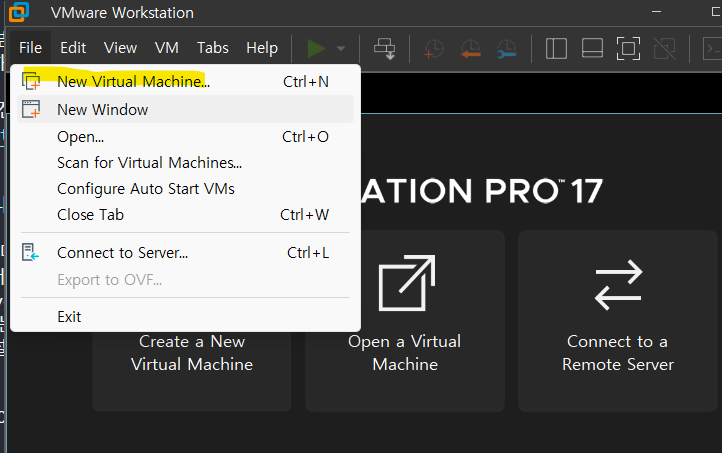 VMware Workstation
File Edit View VM Tabs Help
New Virtual Machine... Ctrl+N
New Window
Open... Ctrl+O
Scan for Virtual Machines...
Configure Auto Start VMs
Close Tab Ctrl+W
Connect to Server... Ctrl+L
Export to OVF...
Exit
ATION PRO™ 17
Create a New
Virtual Machine
Open a Virtual
Machine
Connect to a
Remote Server